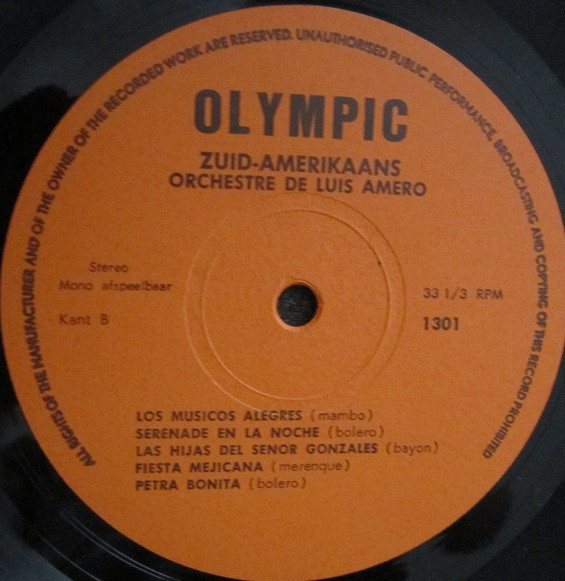 ALL RIGHTS OF THE MANUFACTURER AND OF THE OWNER OF THE RECORDED WORK ARE RESERVED. UNAUTHORISED PUBLIC PERFORMANCE, BROADCASTING AND COPYING OF THIS RECORD PROHIBITED
OLYMPIC
ZUID-AMERIKAANS
ORCHESTRE DE LUIS AMERO
Stereo
Mono afspeelbaar
33 1/3 RPM
Kant B
1301
LOS MUSICOS ALEGRES (mambo)
SERENADE EN LA NOCHE (bolero)
LAS HIJAS DEL SENOR GONZALES (bayon)
FIESTA MEJICANA (merenque)
PETRA BONITA (bolero)